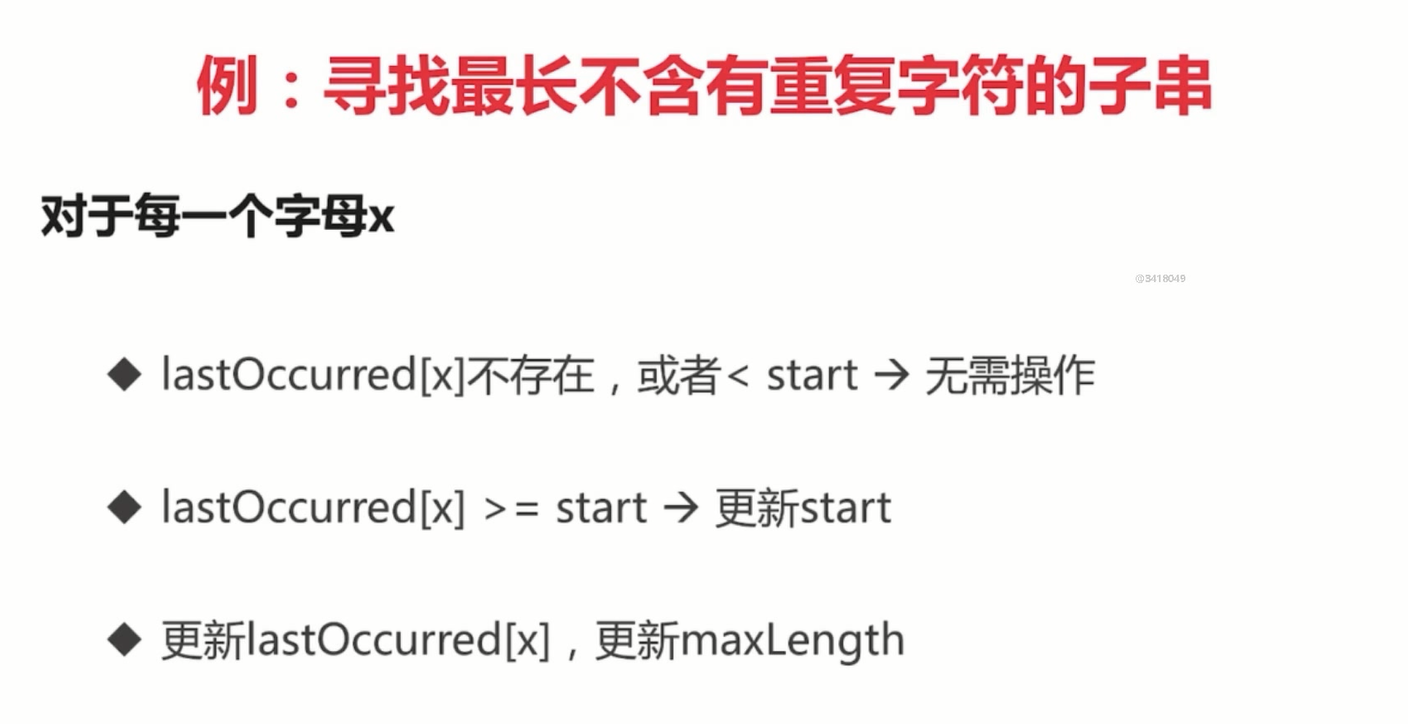 例：寻找最长不含有重复字符的子串
对于每一个字母x
@3418049
◆ lastOccurred[x]不存在，或者< start → 无需操作
◆ lastOccurred[x] >= start → 更新start
◆ 更新lastOccurred[x]，更新maxLength